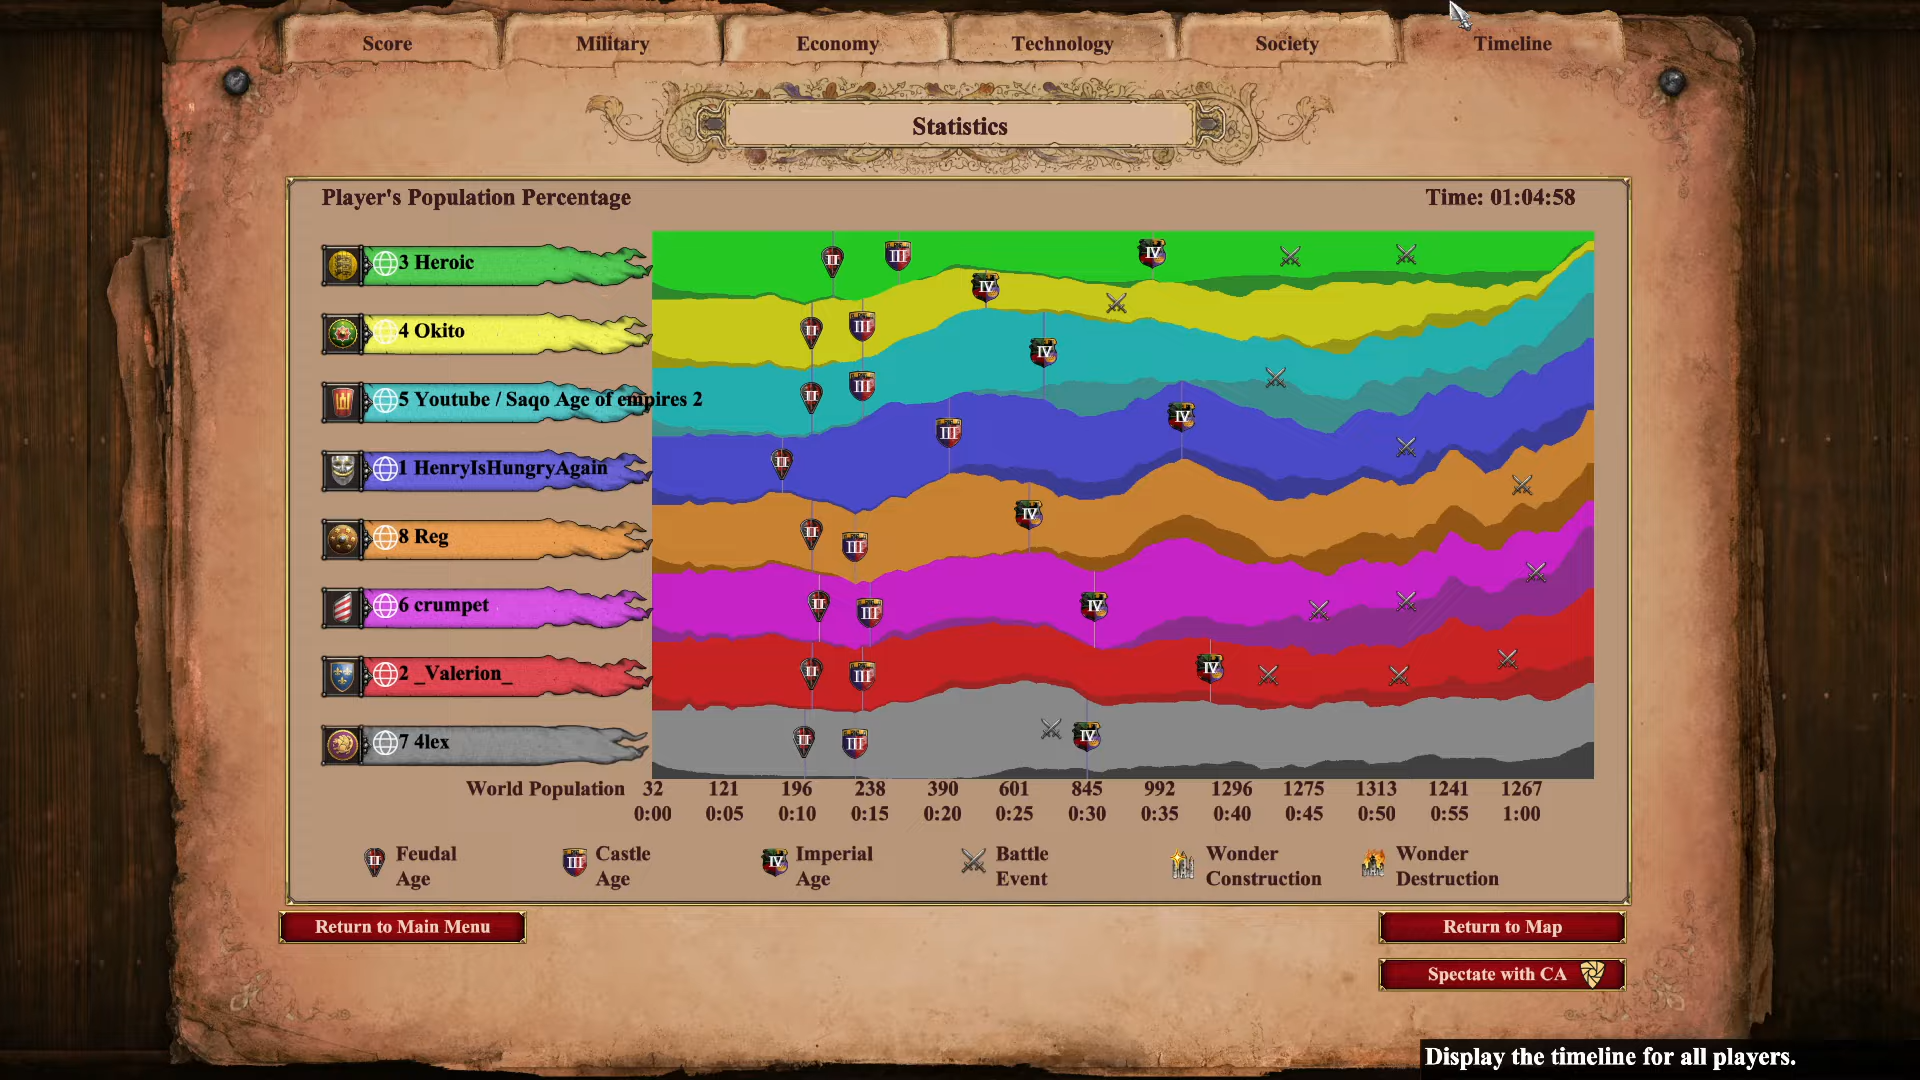 Score Military Economy Technology Society Timeline
Statistics
Player's Population Percentage Time: 01:04:58
3 Heroic
4 Okito
5 Youtube / Saqo Age of empires 2
1 HenryIsHungryAgain
8 Reg
6 crumpet
2 _Valerion_
7 4lex
World Population 32 121 196 238 390 601 845 992 1296 1275 1313 1241 1267
0:00 0:05 0:10 0:15 0:20 0:25 0:30 0:35 0:40 0:45 0:50 0:55 1:00
Feudal Age
Castle Age
Imperial Age
Battle Event
Wonder Construction
Wonder Destruction
Return to Main Menu
Return to Map
Spectate with CA
Display the timeline for all players.